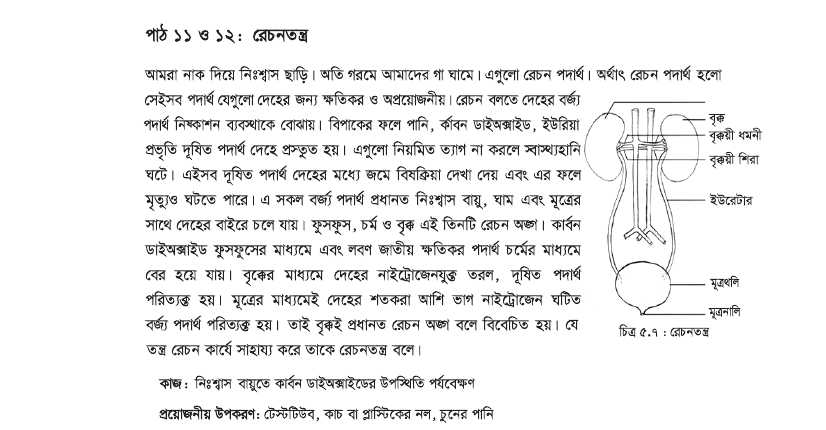 পাঠ ১১ ও ১২: রেচনতন্ত্র
আমরা নাক দিয়ে নিঃশ্বাস ছাড়ি। অতি গরমে আমাদের গা ঘামে। এগুলো রেচন পদার্থ। অর্থাৎ রেচন পদার্থ হলো
সেইসব পদার্থ যেগুলো দেহের জন্য ক্ষতিকর ও অপ্রয়োজনীয়। রেচন বলতে দেহের বর্জ্য
পদার্থ নিষ্কাশন ব্যবস্থাকে বোঝায়। বিপাকের ফলে পানি, র্কাবন ডাইঅক্সাইড, ইউরিয়া
প্রভৃতি দূষিত পদার্থ দেহে প্রস্তুত হয়। এগুলো নিয়মিত ত্যাগ না করলে স্বাস্থ্যহানি
ঘটে। এইসব দূষিত পদার্থ দেহের মধ্যে জমে বিষক্রিয়া দেখা দেয় এবং এর ফলে
মৃত্যুও ঘটতে পারে। এ সকল বর্জ্য পদার্থ প্রধানত নিঃশ্বাস বায়ু, ঘাম এবং মূত্রের
সাথে দেহের বাইরে চলে যায়। ফুসফুস, চর্ম ও বৃক্ক এই তিনটি রেচন অঙ্গ। কার্বন
ডাইঅক্সাইড ফুসফুসের মাধ্যমে এবং লবণ জাতীয় ক্ষতিকর পদার্থ চর্মের মাধ্যমে
বের হয়ে যায়। বৃক্কের মাধ্যমে দেহের নাইট্রোজেনযুক্ত তরল, দূষিত পদার্থ
পরিত্যক্ত হয়। মূত্রের মাধ্যমেই দেহের শতকরা আশি ভাগ নাইট্রোজেন ঘটিত
বর্জ্য পদার্থ পরিত্যক্ত হয়। তাই বৃক্কই প্রধানত রেচন অঙ্গ বলে বিবেচিত হয়। যে
তন্ত্র রেচন কার্যে সাহায্য করে তাকে রেচনতন্ত্র বলে।
বৃক্ক
বৃক্কয়ী ধমনী
বৃক্কয়ী শিরা
ইউরেটার
মূত্রথলি
মূত্রনালি
চিত্র ৫.৭ : রেচনতন্ত্র
কাজ: নিঃশ্বাস বায়ুতে কার্বন ডাইঅক্সাইডের উপস্থিতি পর্যবেক্ষণ
প্রয়োজনীয় উপকরণ: টেস্টটিউব, কাচ বা প্লাস্টিকের নল, চুনের পানি